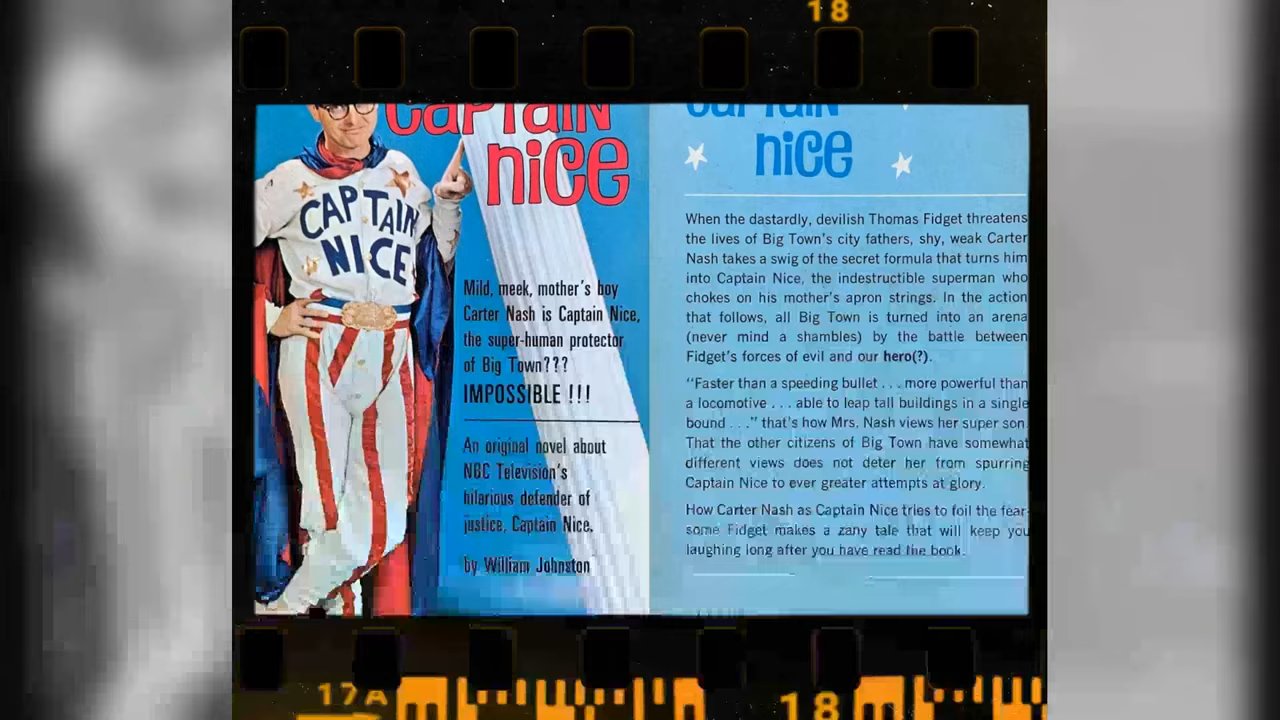 18
captain
nice
CAPTAIN
NICE
Mild, meek, mother's boy
Carter Nash is Captain Nice,
the super-human protector
of Big Town???
IMPOSSIBLE !!!
An original novel about
NBC Television's
hilarious defender of
justice, Captain Nice.
by William Johnston
captain
nice
When the dastardly, devilish Thomas Fidget threatens
the lives of Big Town's city fathers, shy, weak Carter
Nash takes a swig of the secret formula that turns him
into Captain Nice, the indestructible superman who
chokes on his mother's apron strings. In the action
that follows, all Big Town is turned into an arena
(never mind a shambles) by the battle between
Fidget's forces of evil and our hero(?).
"Faster than a speeding bullet . . . more powerful than
a locomotive . . . able to leap tall buildings in a single
bound . . ." that's how Mrs. Nash views her super son.
That the other citizens of Big Town have somewhat
different views does not deter her from spurring
Captain Nice to ever greater attempts at glory.
How Carter Nash as Captain Nice tries to foil the fear-
some Fidget makes a zany tale that will keep you
laughing long after you have read the book.
17A
18